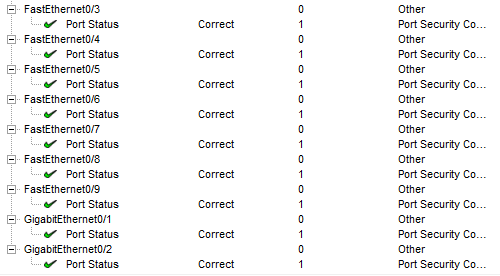 FastEthernet0/3 0 Other
Port Status Correct 1 Port Security Co...
FastEthernet0/4 0 Other
Port Status Correct 1 Port Security Co...
FastEthernet0/5 0 Other
Port Status Correct 1 Port Security Co...
FastEthernet0/6 0 Other
Port Status Correct 1 Port Security Co...
FastEthernet0/7 0 Other
Port Status Correct 1 Port Security Co...
FastEthernet0/8 0 Other
Port Status Correct 1 Port Security Co...
FastEthernet0/9 0 Other
Port Status Correct 1 Port Security Co...
GigabitEthernet0/1 0 Other
Port Status Correct 1 Port Security Co...
GigabitEthernet0/2 0 Other
Port Status Correct 1 Port Security Co...